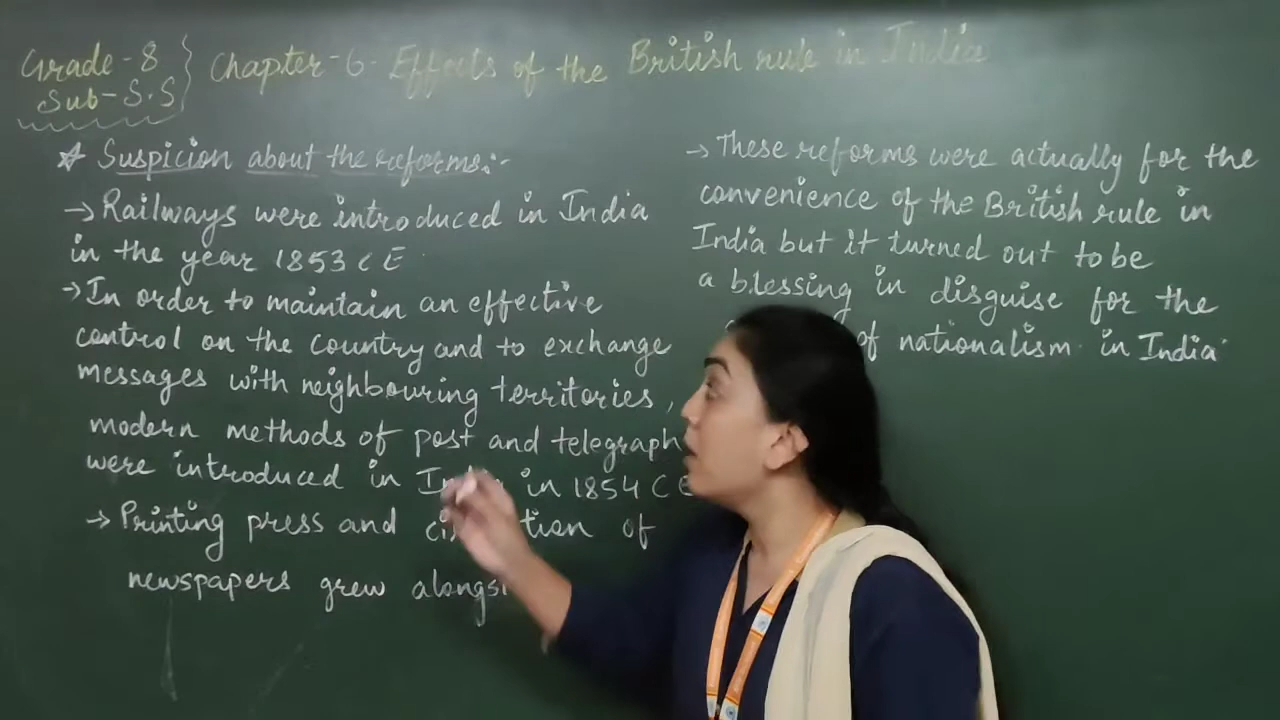 Grade-8
Sub-S.S
Chapter-6- Effects of the British rule in India
* Suspicion about the reforms:-
→ Railways were introduced in India
in the year 1853 CE
→ In order to maintain an effective
control on the country and to exchange
messages with neighbouring territories,
modern methods of post and telegraph
were introduced in in 1854 CE
→ Printing press and of
newspapers grew
→ These reforms were actually for the
convenience of the British rule in
India but it turned out to be
a blessing in disguise for the
of nationalism in India